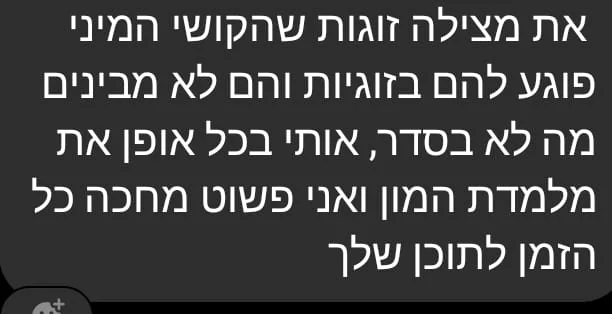 את מצילה זוגות שהקושי המיני
פוגע להם בזוגיות והם לא מבינים
מה לא בסדר, אותי בכל אופן את
מלמדת המון ואני פשוט מחכה כל
הזמן לתוכן שלך